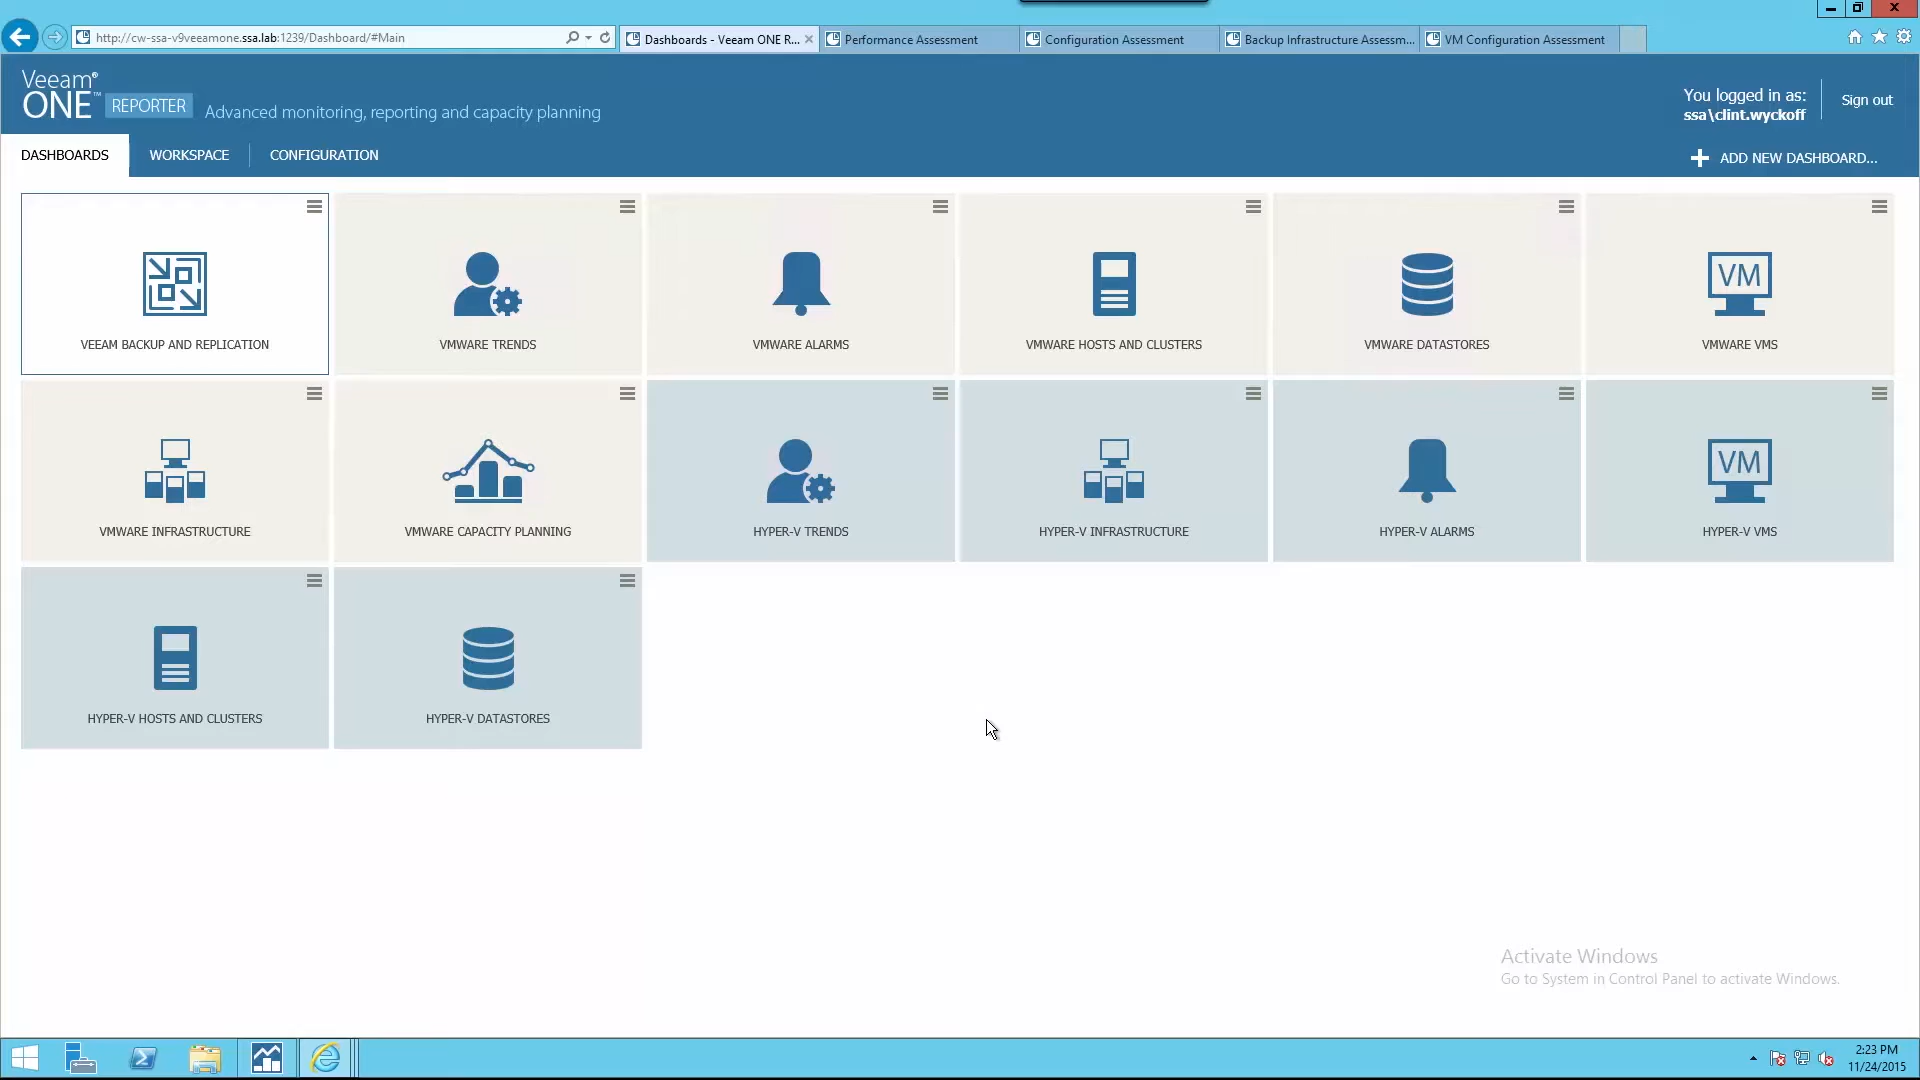 http://cw-ssa-v9veeamone.ssa.lab:1239/Dashboard/#Main
Dashboards - Veeam ONE R...
Performance Assessment
Configuration Assessment
Backup Infrastructure Assessm...
VM Configuration Assessment
Veeam®
ONE™ REPORTER Advanced monitoring, reporting and capacity planning
You logged in as:
ssa\clint.wyckoff
Sign out
DASHBOARDS
WORKSPACE
CONFIGURATION
ADD NEW DASHBOARD...
VEEAM BACKUP AND REPLICATION
VMWARE TRENDS
VMWARE ALARMS
VMWARE HOSTS AND CLUSTERS
VMWARE DATASTORES
VM
VMWARE VMS
VMWARE INFRASTRUCTURE
VMWARE CAPACITY PLANNING
HYPER-V TRENDS
HYPER-V INFRASTRUCTURE
HYPER-V ALARMS
VM
HYPER-V VMS
HYPER-V HOSTS AND CLUSTERS
HYPER-V DATASTORES
Activate Windows
Go to System in Control Panel to activate Windows.
2:23 PM
11/24/2015